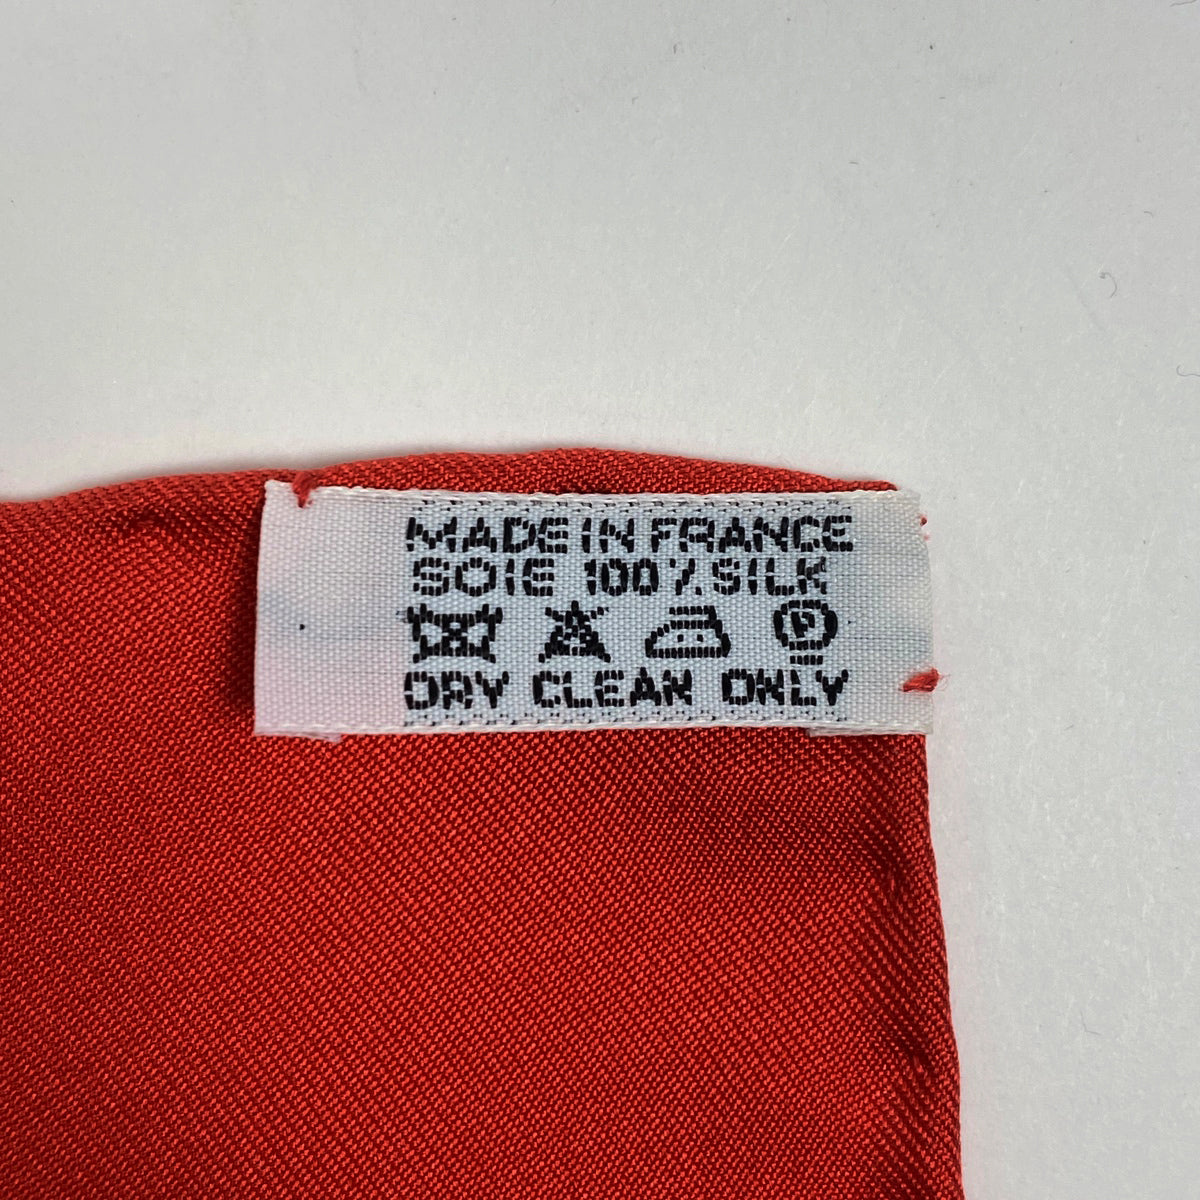 MADE IN FRANCE
SOIE 100% SILK
P
DRY CLEAN ONLY